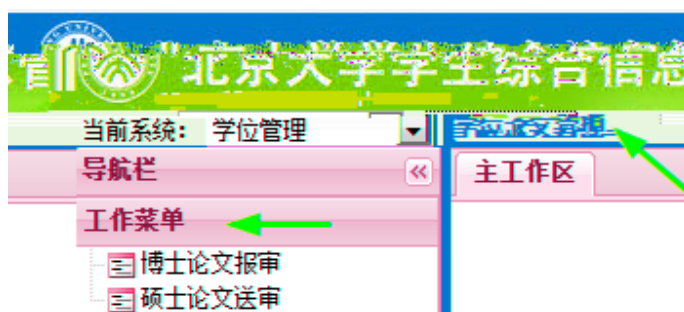 北京大学学生综合信息
当前系统： 学位管理 学位论文管理
导航栏
主工作区
工作菜单
博士论文报审
硕士论文送审